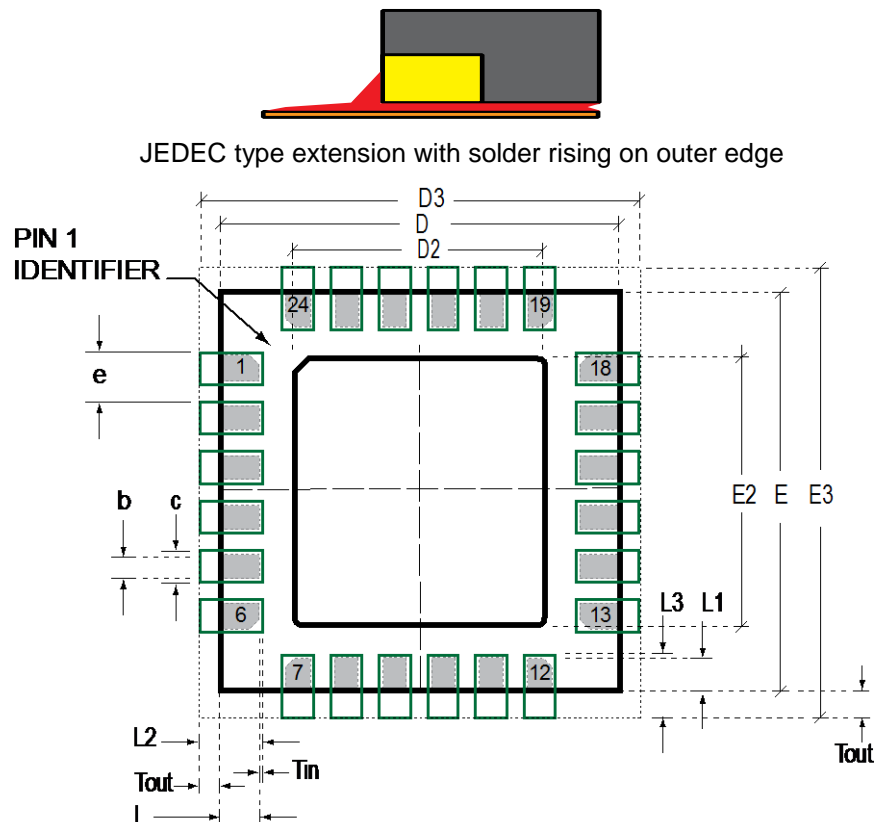 JEDEC type extension with solder rising on outer edge
D3
D
D2
PIN 1
IDENTIFIER
24
19
1
18
e
b
c
E2
E
E3
6
13
L3
L1
7
12
L2
Tin
Tout
Tout